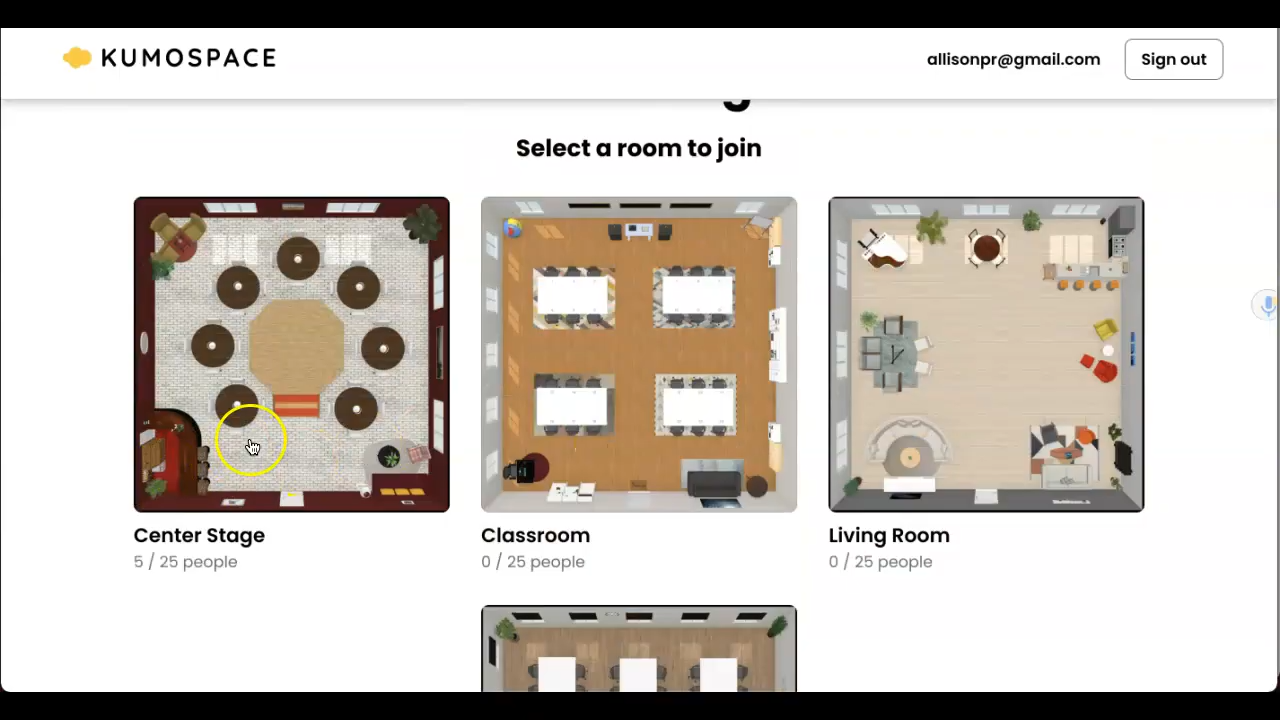 KUMOSPACE
allisonpr@gmail.com
Sign out
Select a room to join
Center Stage
5 / 25 people
Classroom
0 / 25 people
Living Room
0 / 25 people